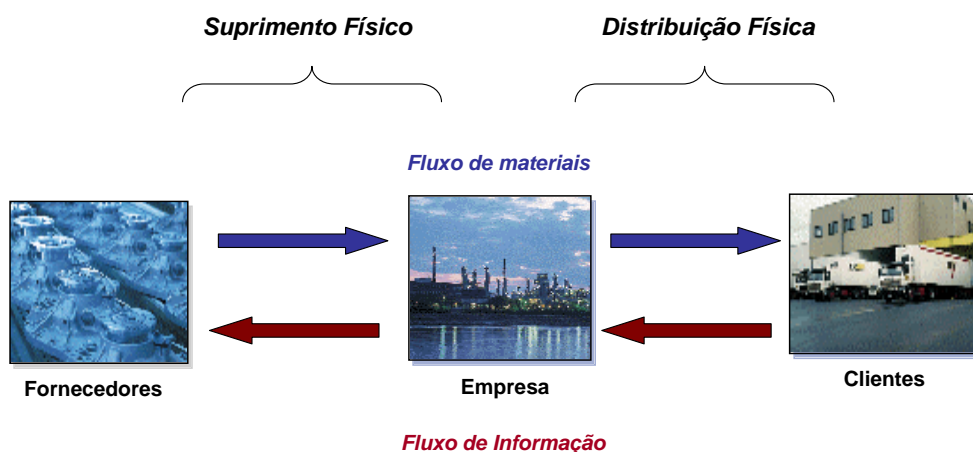 Suprimento Físico
Distribuição Física
Fluxo de materiais
Fornecedores
Empresa
Clientes
Fluxo de Informação